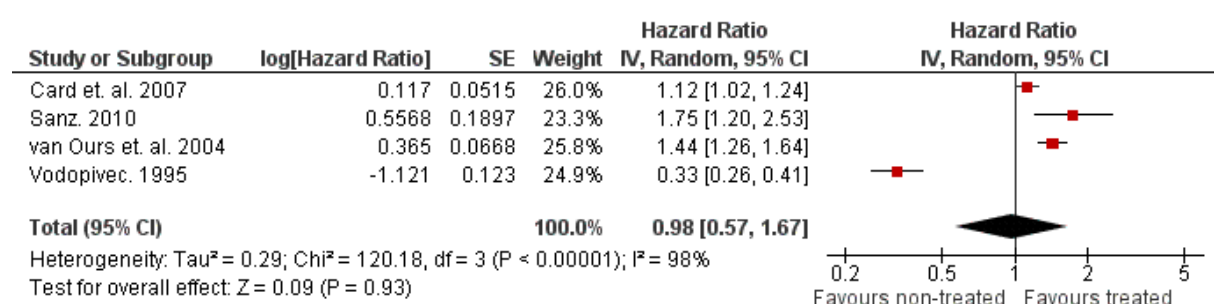 Hazard Ratio Hazard Ratio
Study or Subgroup log[Hazard Ratio] SE Weight IV, Random, 95% CI IV, Random, 95% CI
Card et. al. 2007 0.117 0.0515 26.0% 1.12 [1.02, 1.24]
Sanz. 2010 0.5568 0.1897 23.3% 1.75 [1.20, 2.53]
van Ours et. al. 2004 0.365 0.0668 25.8% 1.44 [1.26, 1.64]
Vodopivec. 1995 -1.121 0.123 24.9% 0.33 [0.26, 0.41]
Total (95% CI) 100.0% 0.98 [0.57, 1.67]
Heterogeneity: Tau² = 0.29; Chi² = 120.18, df = 3 (P < 0.00001); I² = 98%
Test for overall effect: Z = 0.09 (P = 0.93)
0.2 0.5 1 2 5
Favours non-treated Favours treated